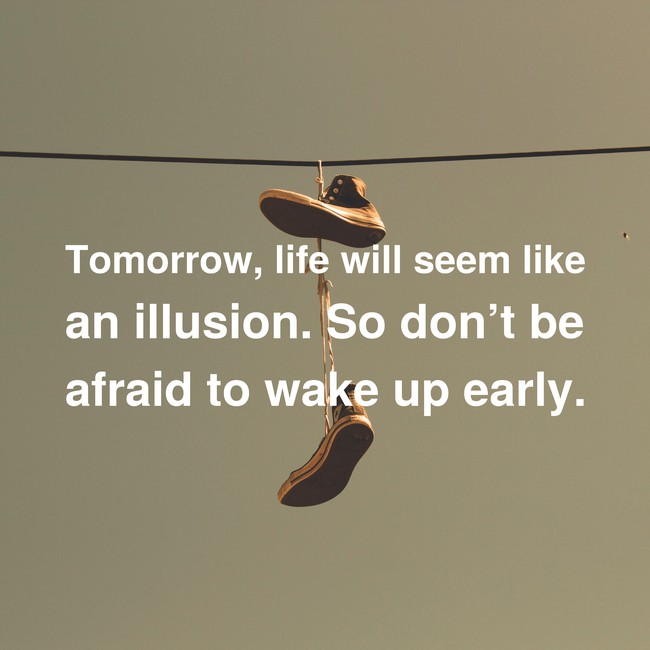 Tomorrow, life will seem like
an illusion. So don’t be
afraid to wake up early.